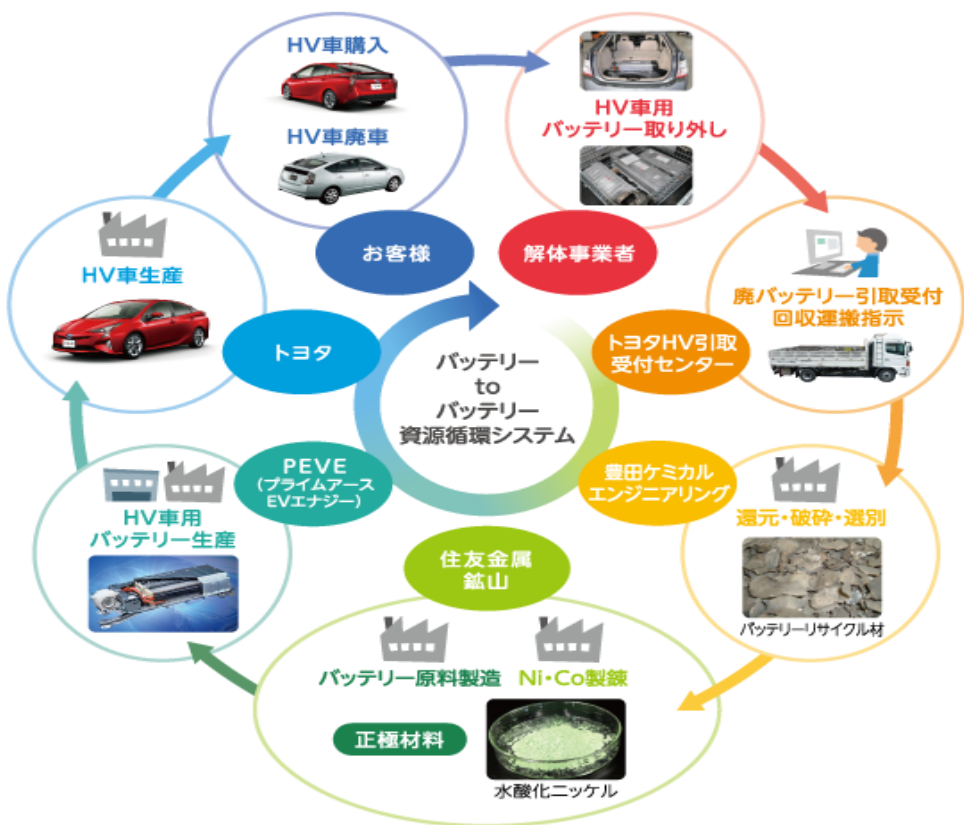 HV車購入
HV車廃車
お客様
HV車用
バッテリー取り外し
解体事業者
廃バッテリー引取受付
回収運搬指示
トヨタHV引取
受付センター
還元・破砕・選別
バッテリーリサイクル材
豊田ケミカル
エンジニアリング
住友金属
鉱山
バッテリー原料製造
Ni・Co製錬
正極材料
水酸化ニッケル
PEVE
(プライムアース
EVエナジー)
HV車用
バッテリー生産
HV車生産
トヨタ
バッテリー
to
バッテリー
資源循環システム